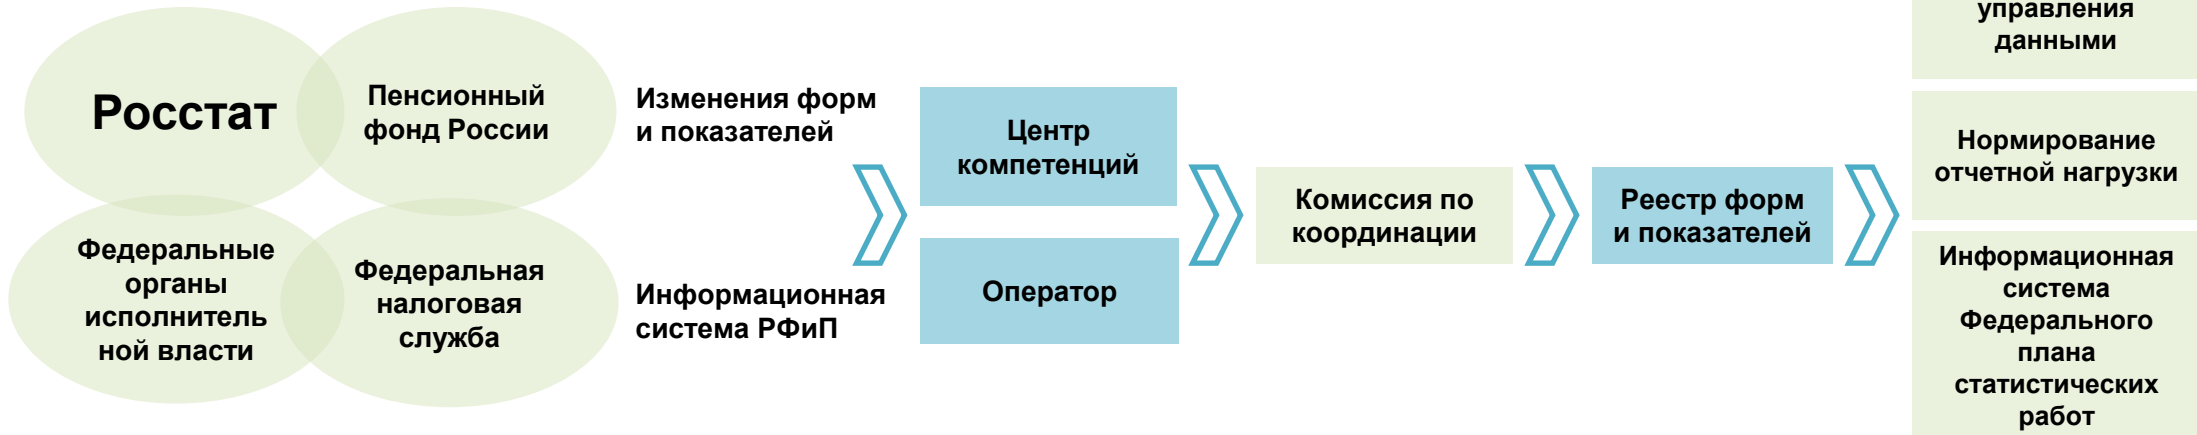 Росстат
Пенсионный
фонд России
Федеральные
органы
исполнитель
ной власти
Федеральная
налоговая
служба
Изменения форм
и показателей
Информационная
система РФиП
Центр
компетенций
Оператор
Комиссия по
координации
Реестр форм
и показателей
управления
данными
Нормирование
отчетной нагрузки
Информационная
система
Федерального
плана
статистических
работ